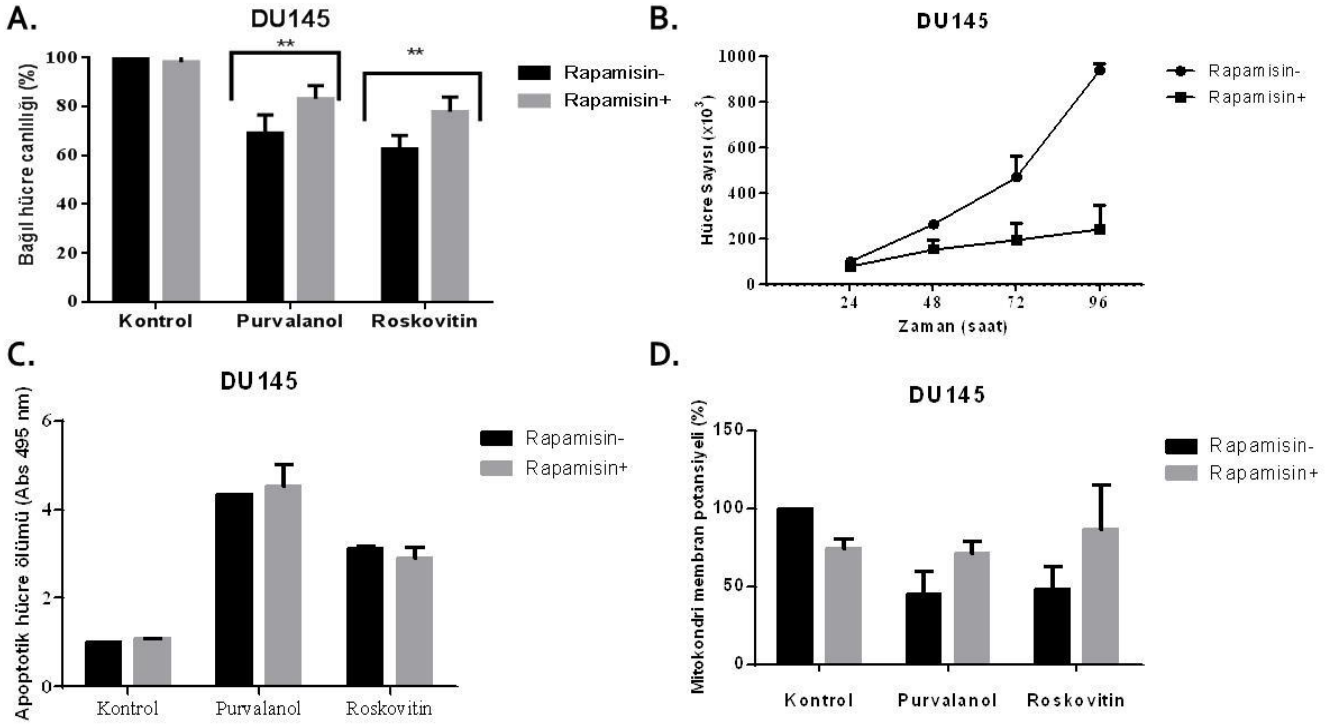 A.
DU145
Bağıl hücre canlılığı (%)
100
80
60
40
20
0
**
**
Kontrol
Purvalanol
Roskovitin
Rapamisin-
Rapamisin+
B.
DU145
Hücre Sayısı (x10³)
1000
800
600
400
200
0
24
48
72
96
Zaman (saat)
Rapamisin-
Rapamisin+
C.
DU145
Apoptotik hücre ölümü (Abs 495 nm)
6
4
2
0
Kontrol
Purvalanol
Roskovitin
Rapamisin-
Rapamisin+
D.
DU145
Mitokondri membran potansiyeli (%)
150
100
50
0
Kontrol
Purvalanol
Roskovitin
Rapamisin-
Rapamisin+